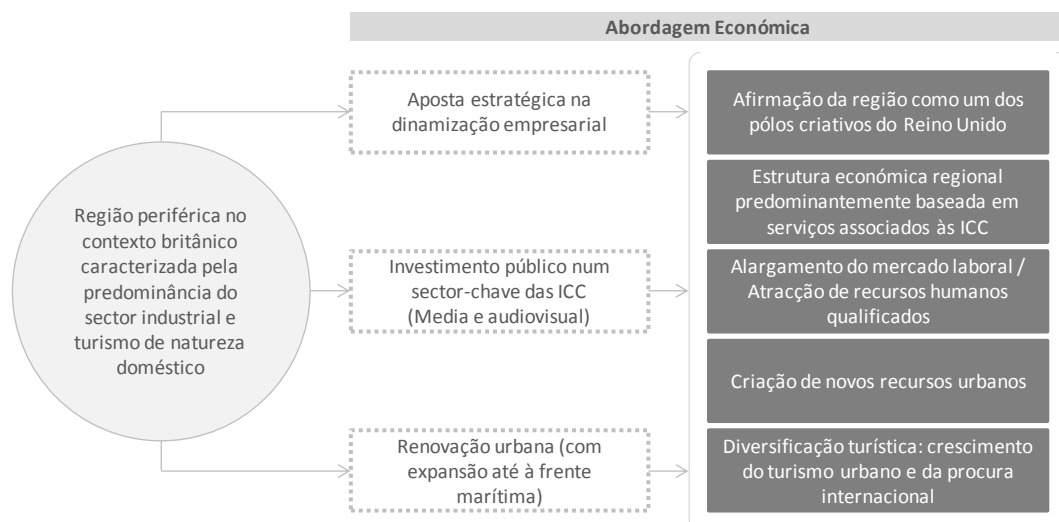 Abordagem Económica
Região periférica no
contexto britânico
caracterizada pela
predominância do
sector industrial e
turismo de natureza
doméstico
Aposta estratégica na
dinamização empresarial
Investimento público num
sector-chave das ICC
(Media e audiovisual)
Renovação urbana (com
expansão até à frente
marítima)
Afirmação da região como um dos
pólos criativos do Reino Unido
Estrutura económica regional
predominantemente baseada em
serviços associados às ICC
Alargamento do mercado laboral /
Atracção de recursos humanos
qualificados
Criação de novos recursos urbanos
Diversificação turística: crescimento
do turismo urbano e da procura
internacional